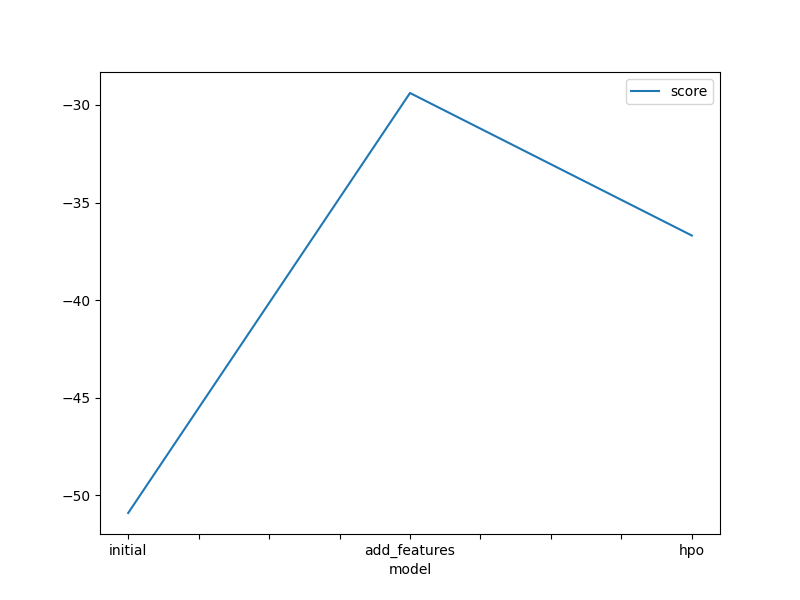 score
−30
−35
−40
−45
−50
initial
add_features
hpo
model